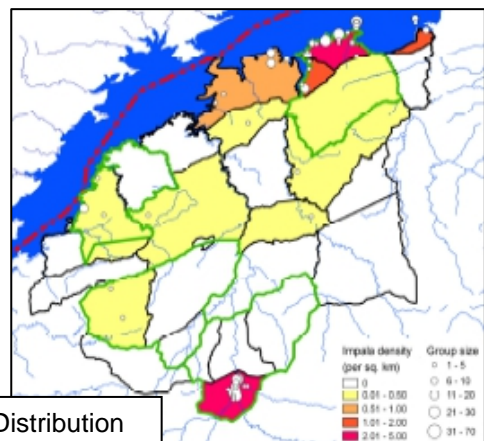 Impala density
(per sq. km)
0
0.01 - 0.50
0.51 - 1.00
1.01 - 2.00
2.01 - 5.00
Group size
1 - 5
6 - 10
11 - 20
21 - 30
31 - 70
Distribution